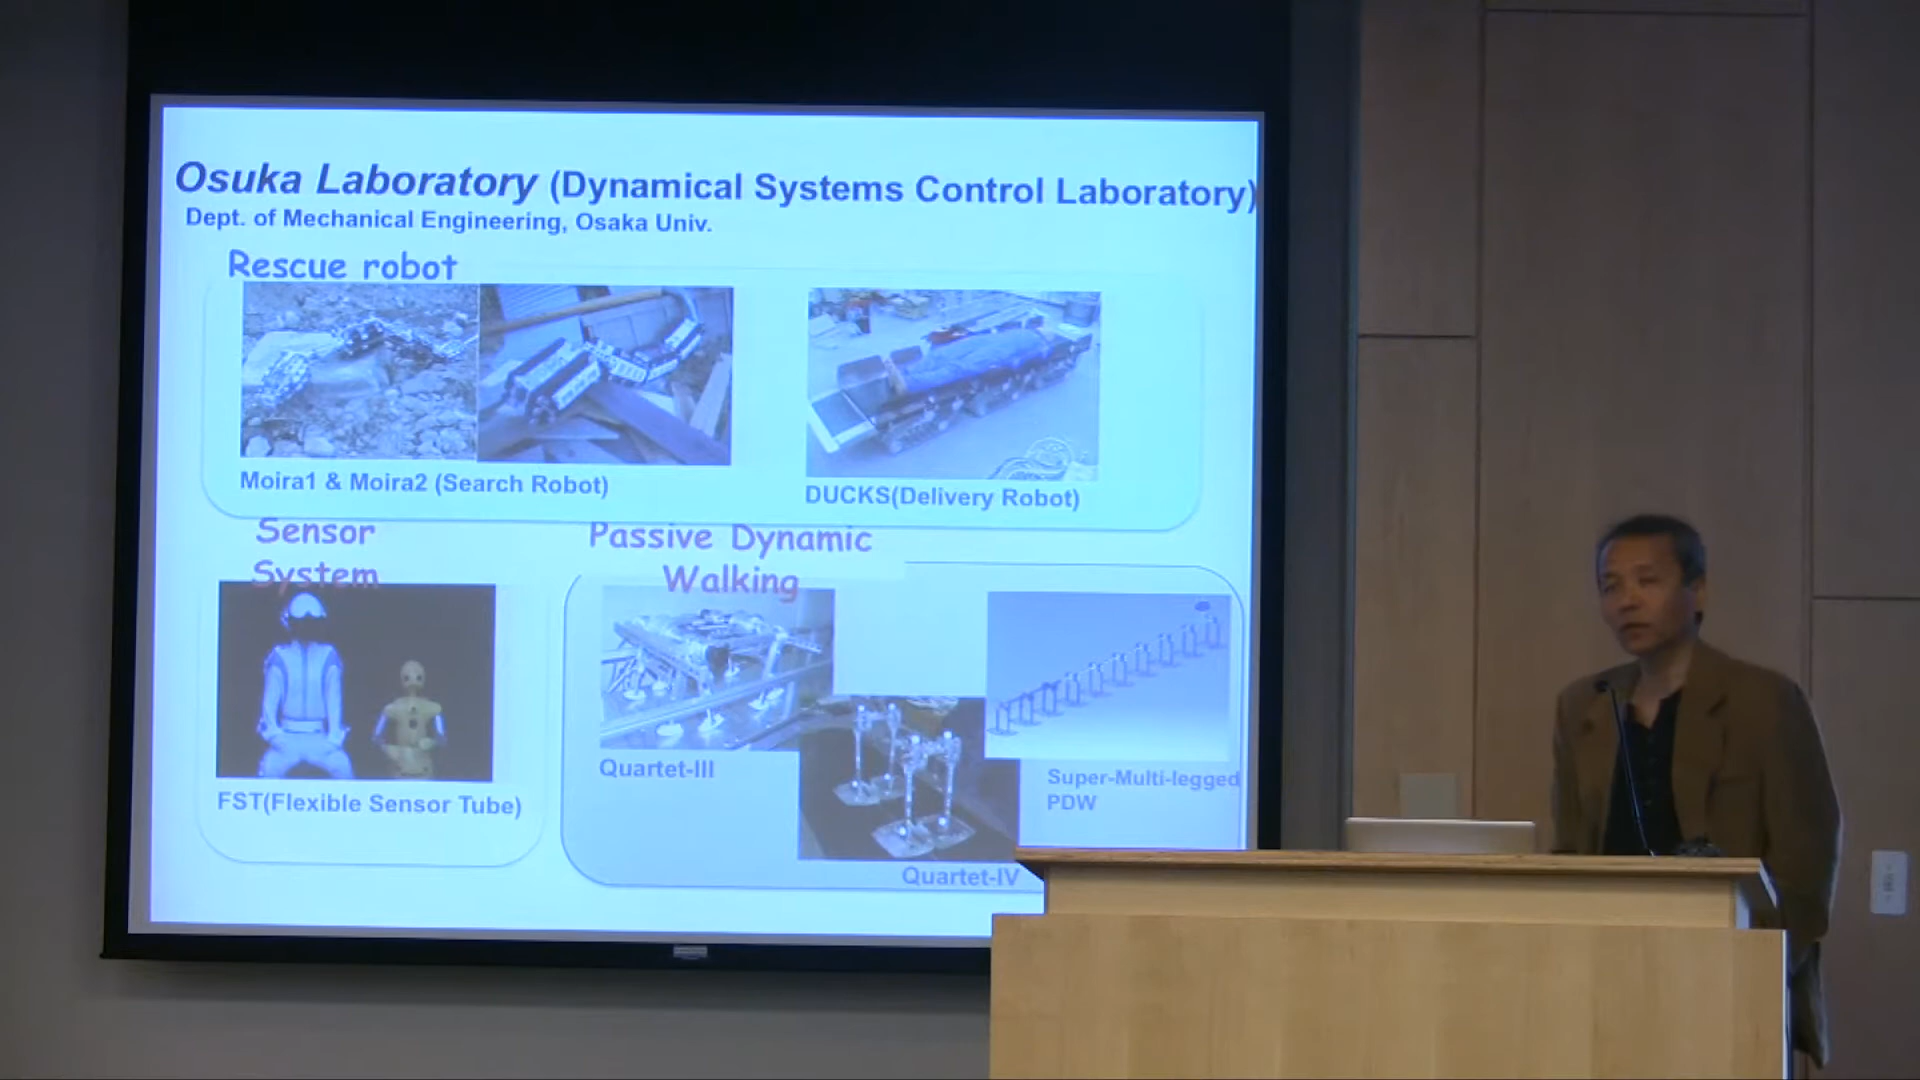 Osuka Laboratory (Dynamical Systems Control Laboratory)
Dept. of Mechanical Engineering, Osaka Univ.
Rescue robot
Moira1 & Moira2 (Search Robot)
DUCKS(Delivery Robot)
Sensor
System
FST(Flexible Sensor Tube)
Passive Dynamic
Walking
Quartet-III
Quartet-IV
Super-Multi-legged
PDW